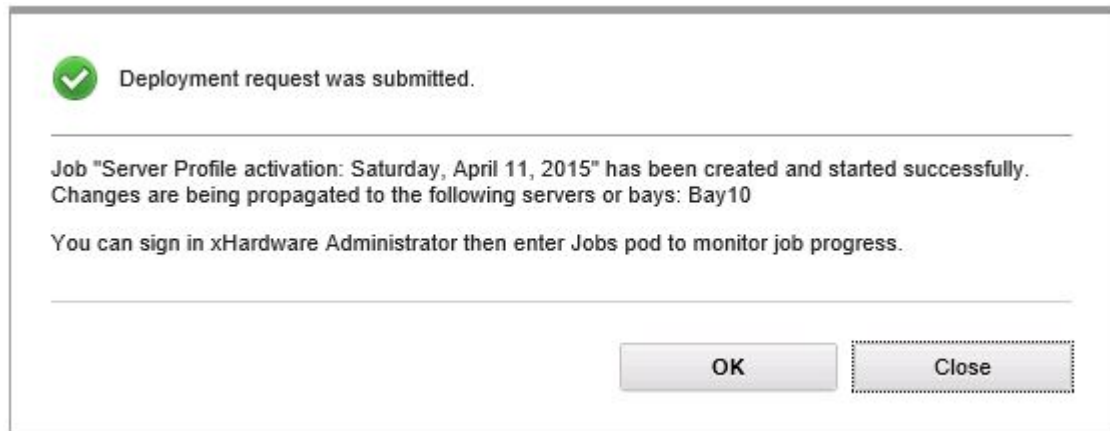 Deployment request was submitted.
Job "Server Profile activation: Saturday, April 11, 2015" has been created and started successfully.
Changes are being propagated to the following servers or bays: Bay10
You can sign in xHardware Administrator then enter Jobs pod to monitor job progress.
OK
Close